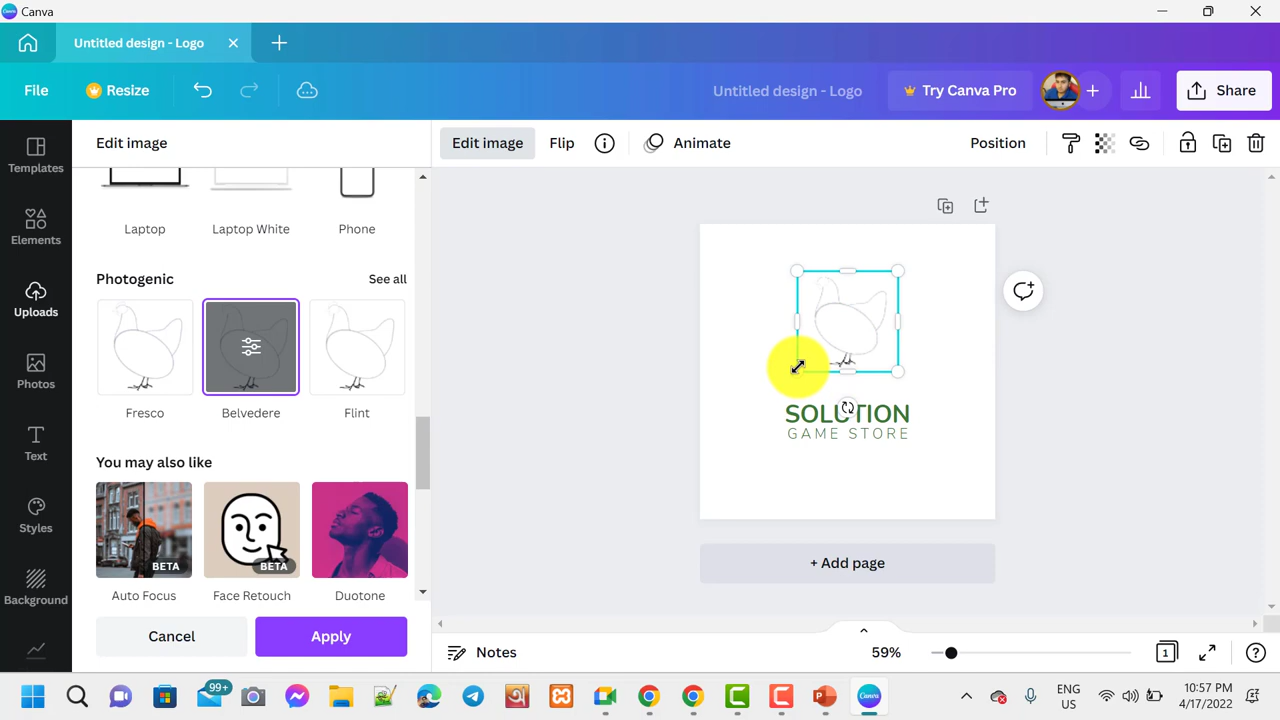 Canva
Untitled design - Logo
File
Resize
Untitled design - Logo
Try Canva Pro
Share
Edit image
Edit image
Flip
Animate
Position
Templates
Elements
Uploads
Photos
Text
Styles
Background
Laptop
Laptop White
Phone
Photogenic
See all
Fresco
Belvedere
Flint
You may also like
BETA
BETA
Auto Focus
Face Retouch
Duotone
Cancel
Apply
SOLUTION
GAME STORE
+ Add page
Notes
59%
1
99+
ENG
US
10:57 PM
4/17/2022